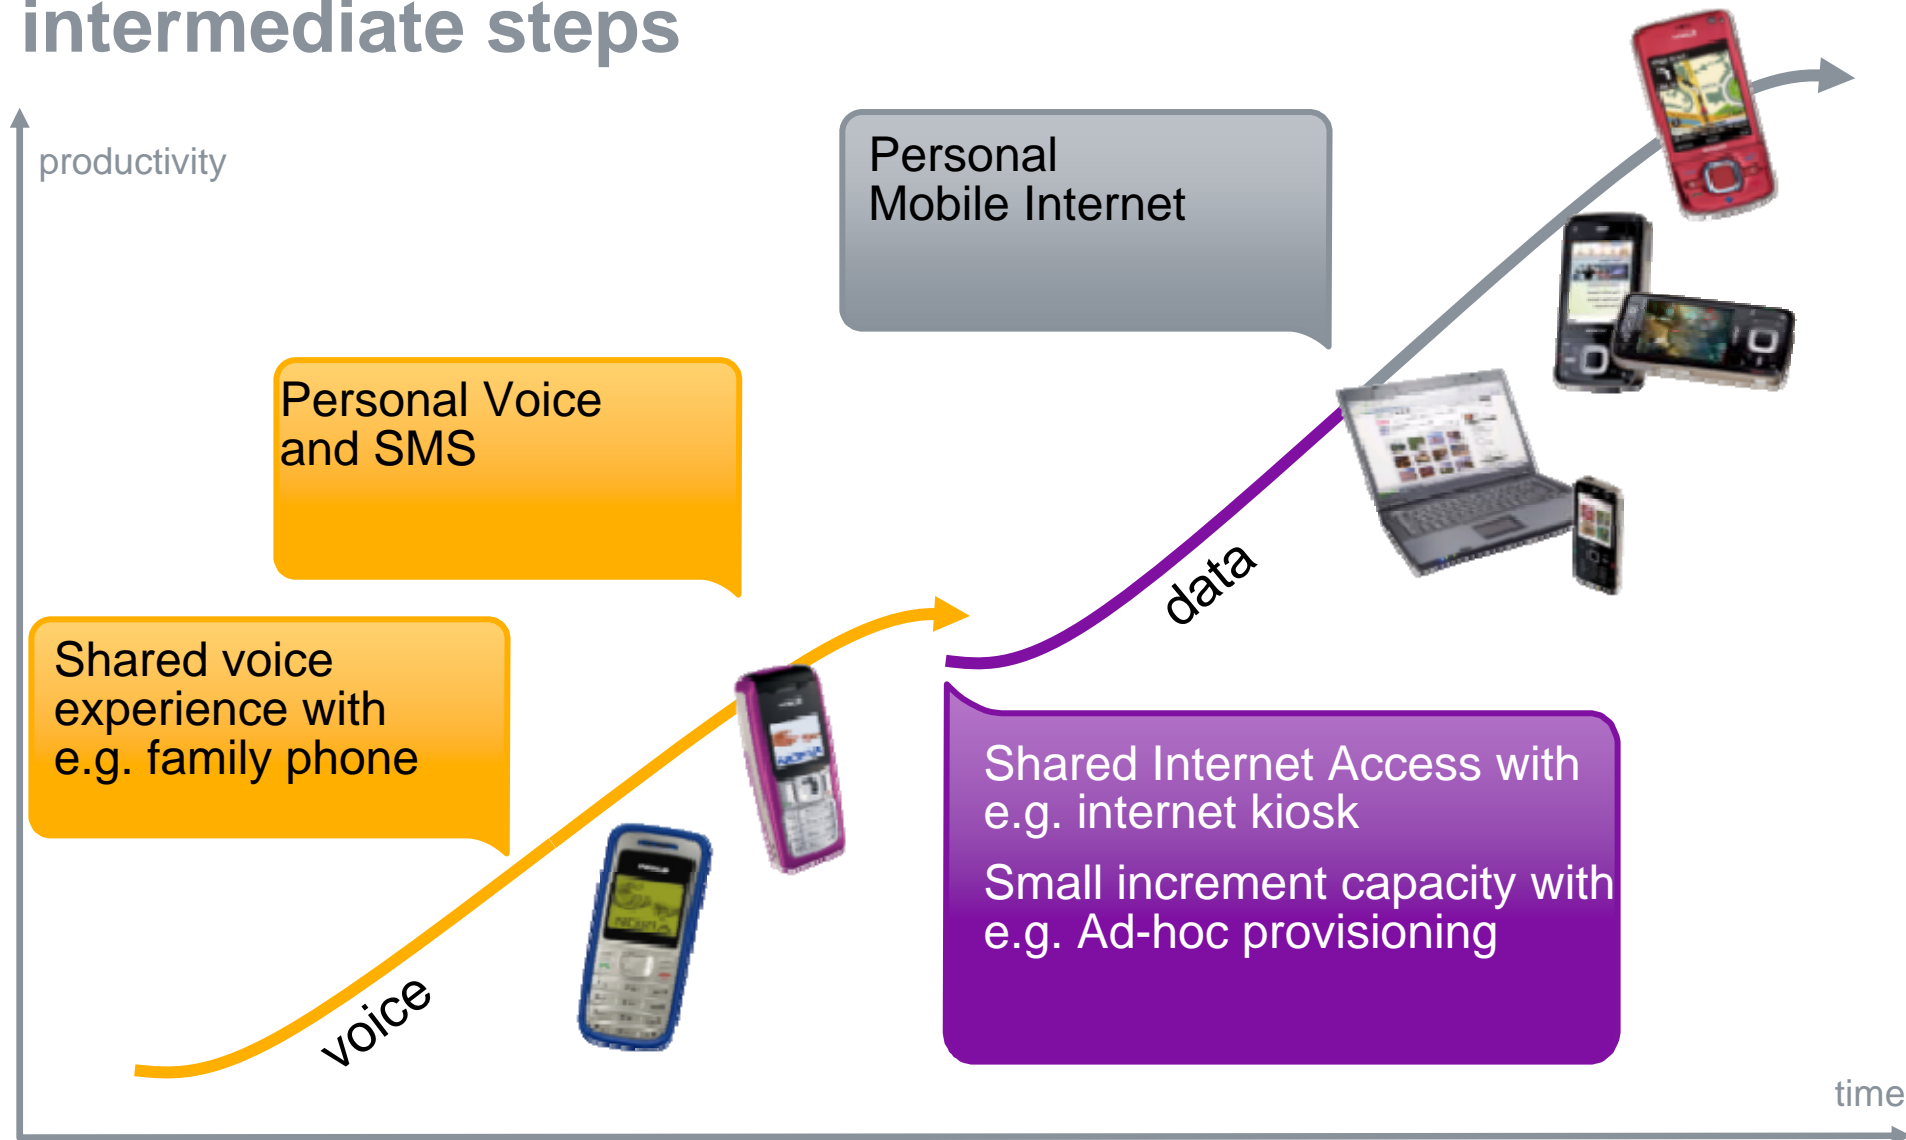 intermediate steps
productivity
Personal
Mobile Internet
Personal Voice
and SMS
Shared voice
experience with
e.g. family phone
data
Shared Internet Access with
e.g. internet kiosk
Small increment capacity with
e.g. Ad-hoc provisioning
voice
time